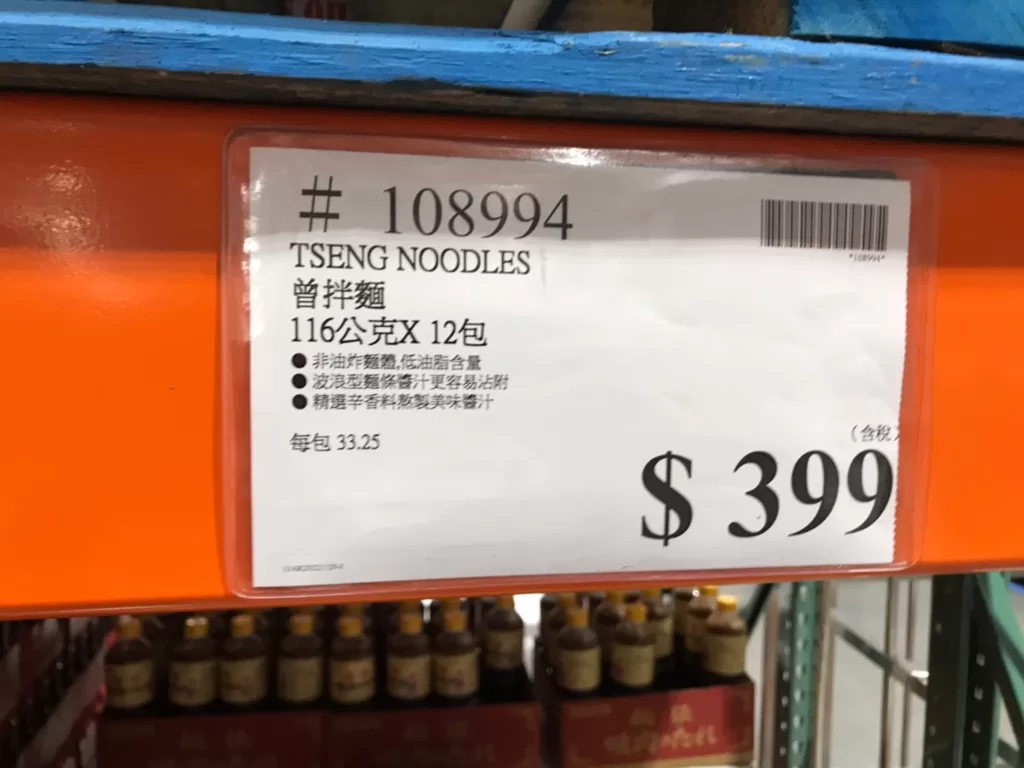 # 108994
*108994*
TSENG NOODLES
曾拌麵
116公克X 12包
● 非油炸麵體,低油脂含量
● 波浪型麵條醬汁更容易沾附
● 精選辛香料熬製美味醬汁
每包 33.25
(含稅)
$ 399